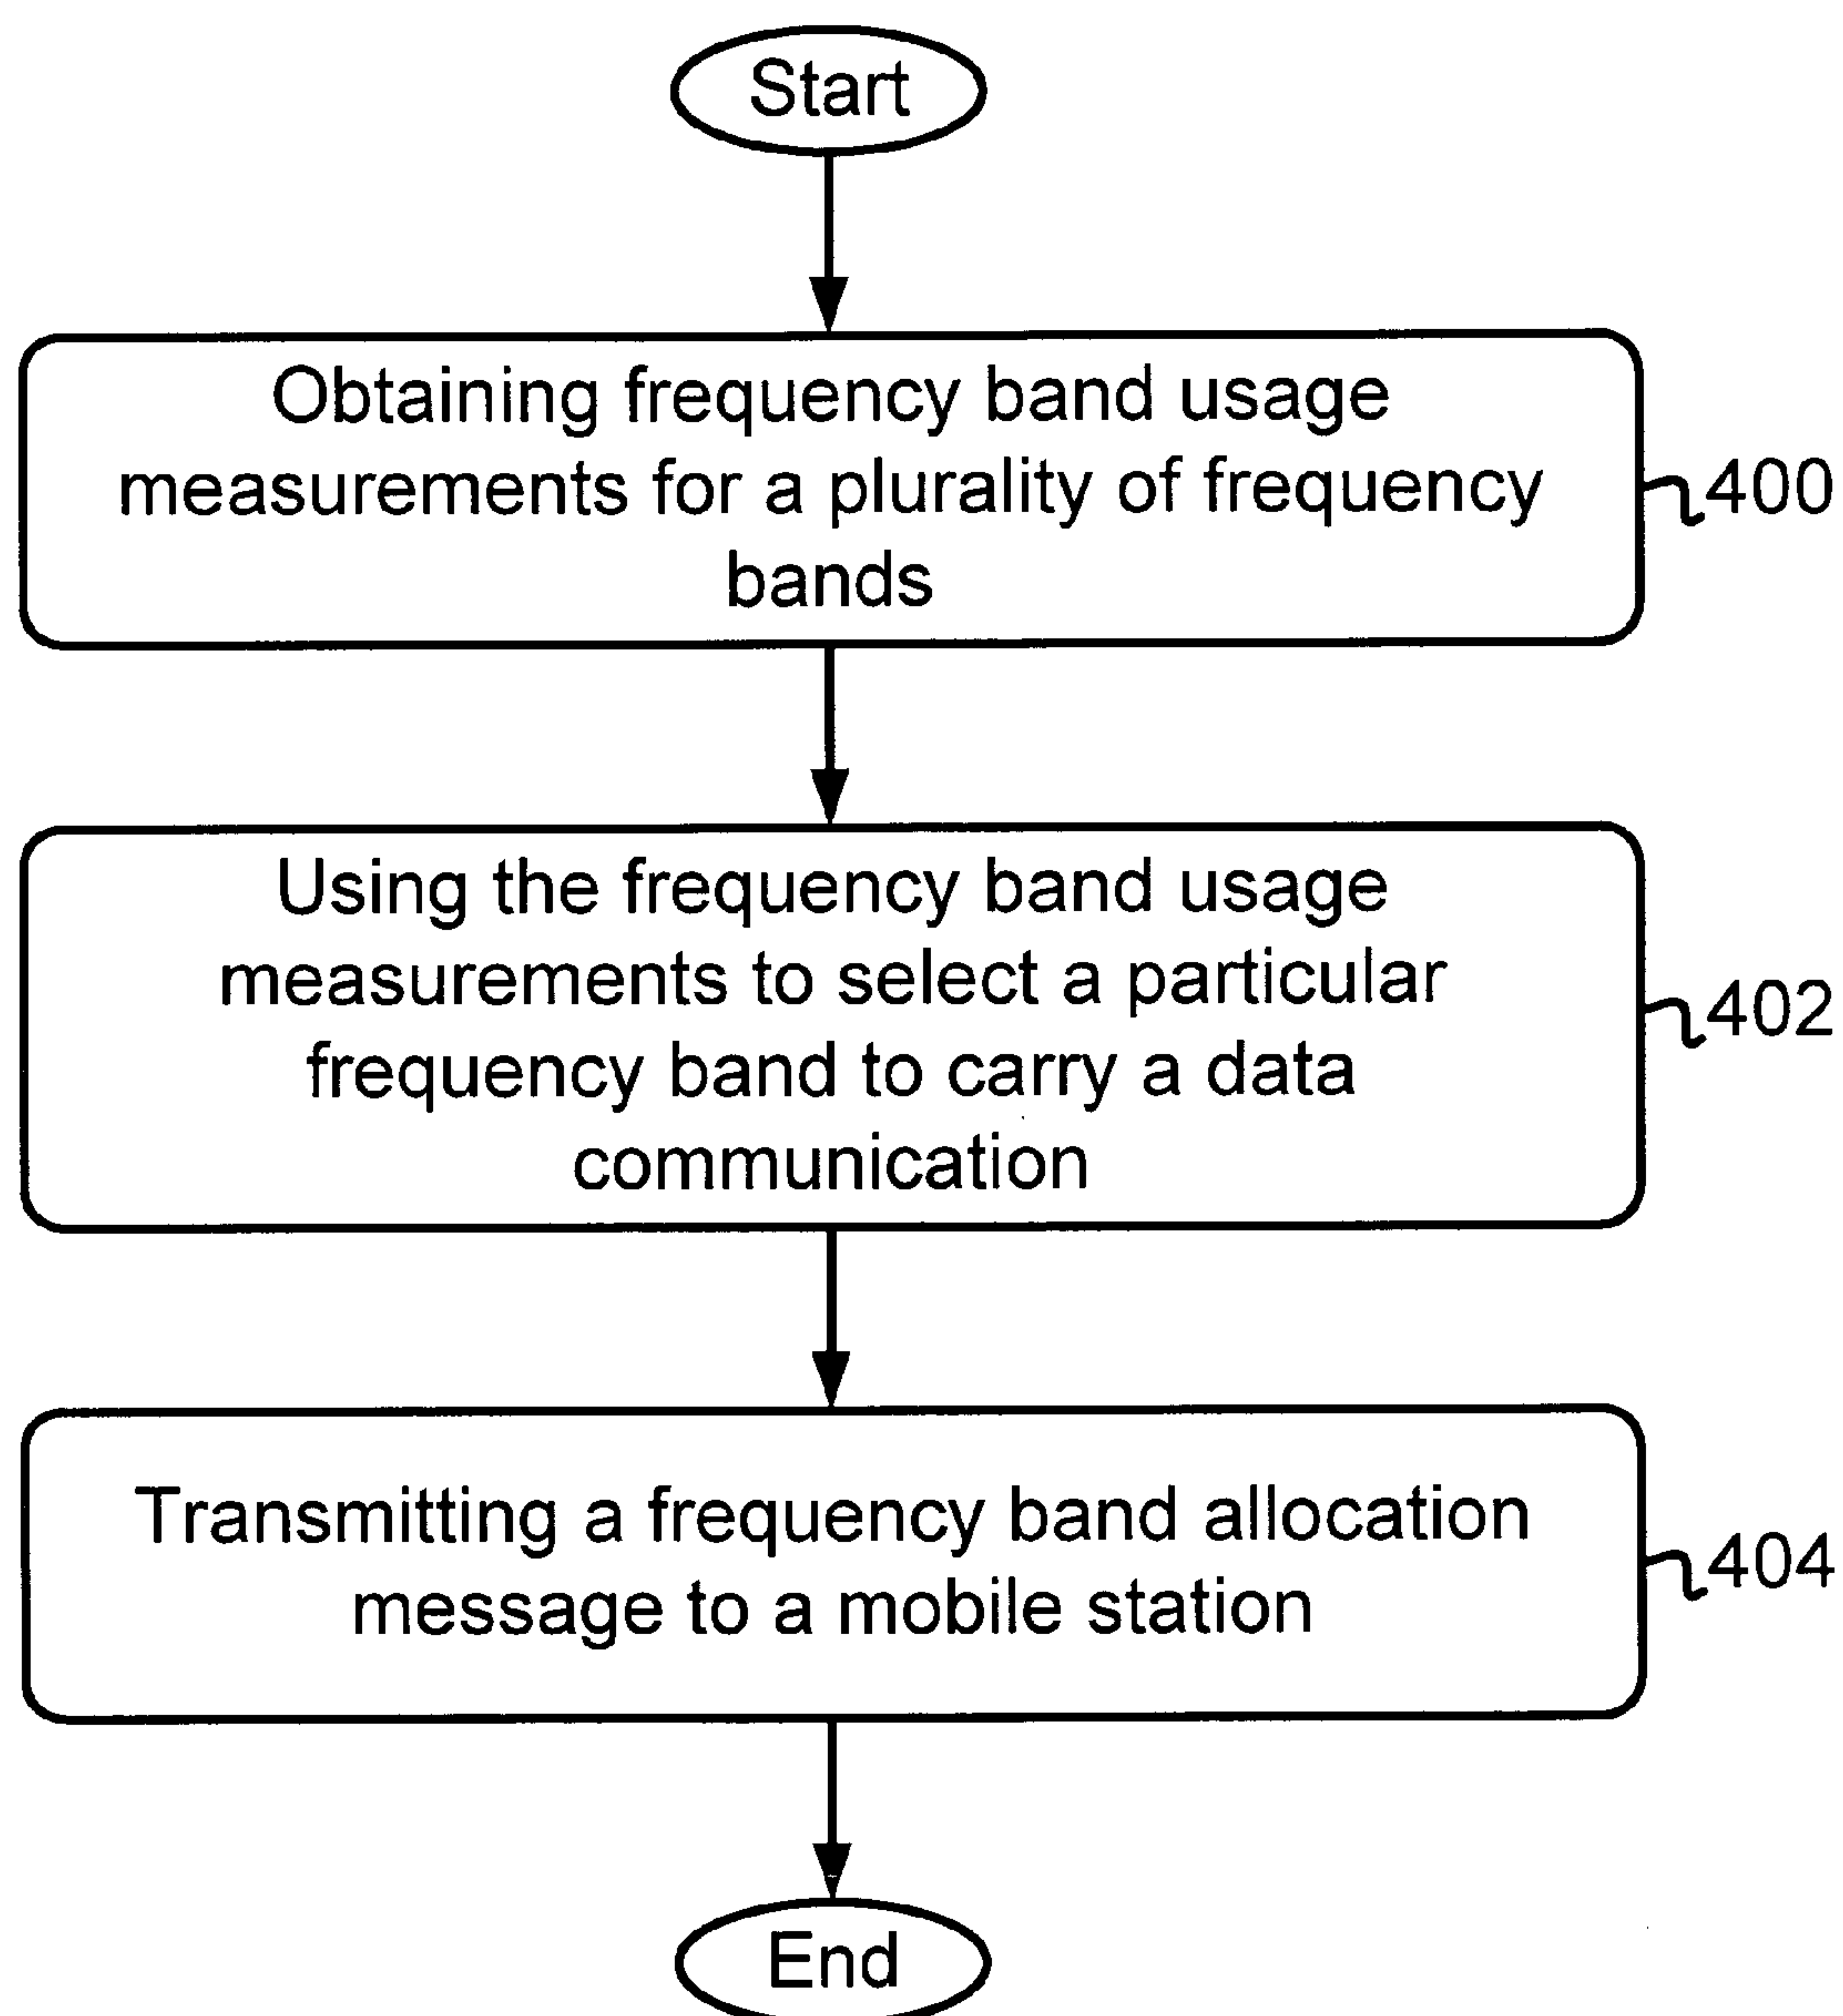 Start
Obtaining frequency band usage
measurements for a plurality of frequency
bands
400
Using the frequency band usage
measurements to select a particular
frequency band to carry a data
communication
402
Transmitting a frequency band allocation
message to a mobile station
404
End